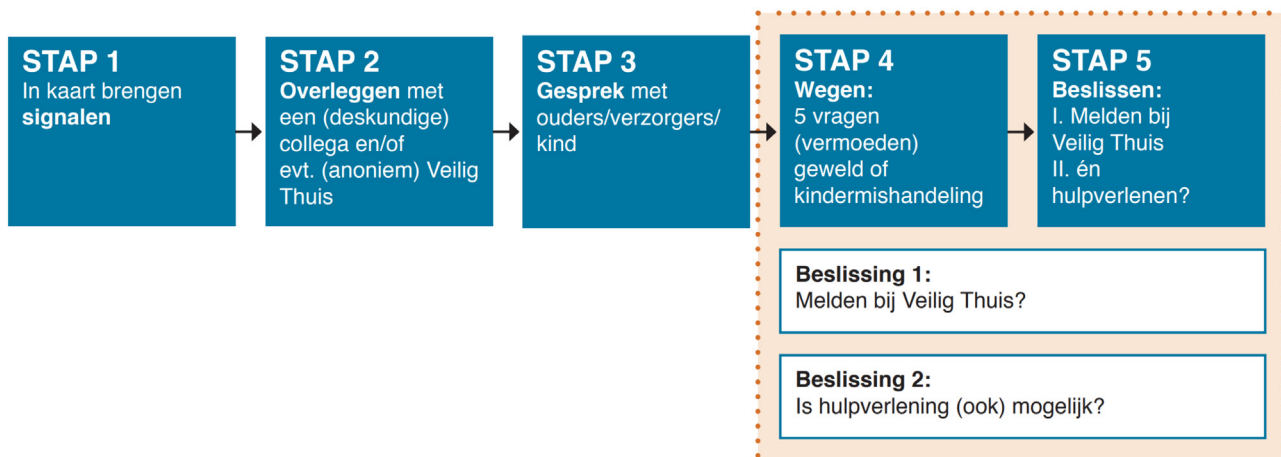 STAP 1
In kaart brengen
signalen
STAP 2
Overleggen met
een (deskundige)
collega en/of
evt. (anoniem) Veilig
Thuis
STAP 3
Gesprek met
ouders/verzorgers/
kind
STAP 4
Wegen:
5 vragen
(vermoeden)
geweld of
kindermishandeling
STAP 5
Beslissen:
I. Melden bij
Veilig Thuis
II. én
hulpverlenen?
Beslissing 1:
Melden bij Veilig Thuis?
Beslissing 2:
Is hulpverlening (ook) mogelijk?